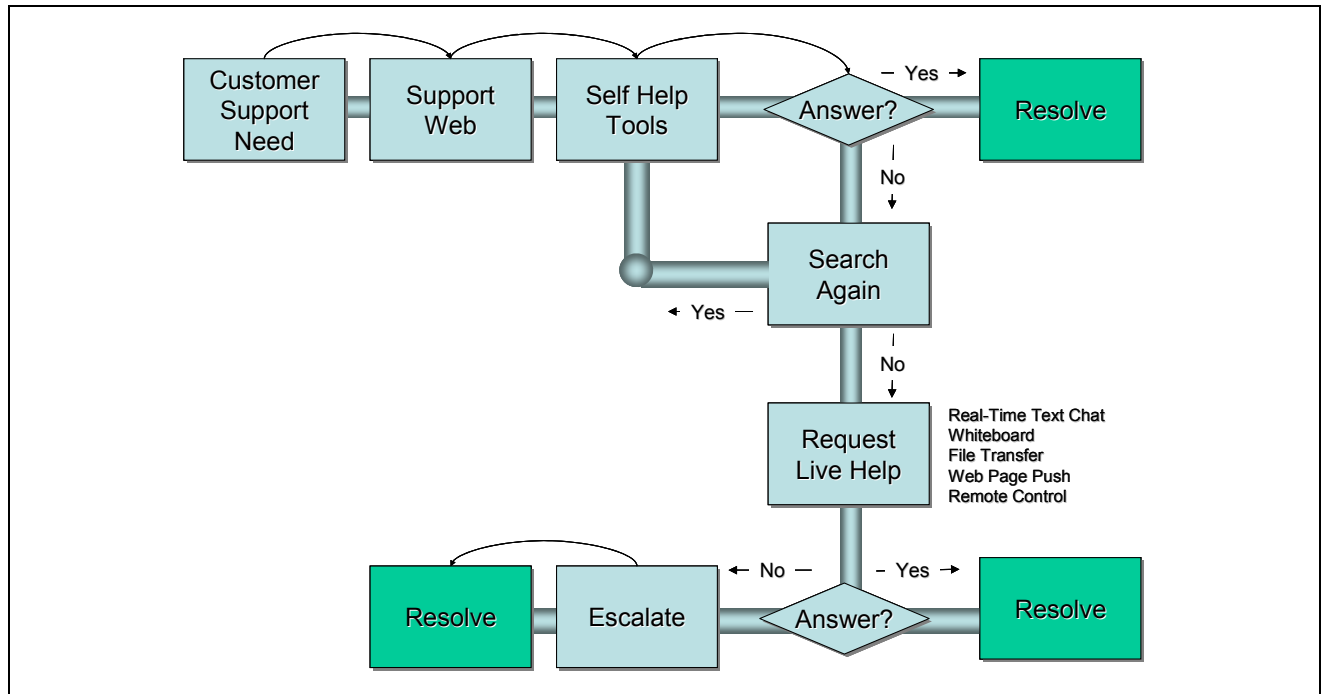 Customer
Support
Need
Support
Web
Self Help
Tools
Answer?
Yes
Resolve
No
Search
Again
Yes
No
Request
Live Help
Real-Time Text Chat
Whiteboard
File Transfer
Web Page Push
Remote Control
Resolve
Escalate
No
Answer?
Yes
Resolve